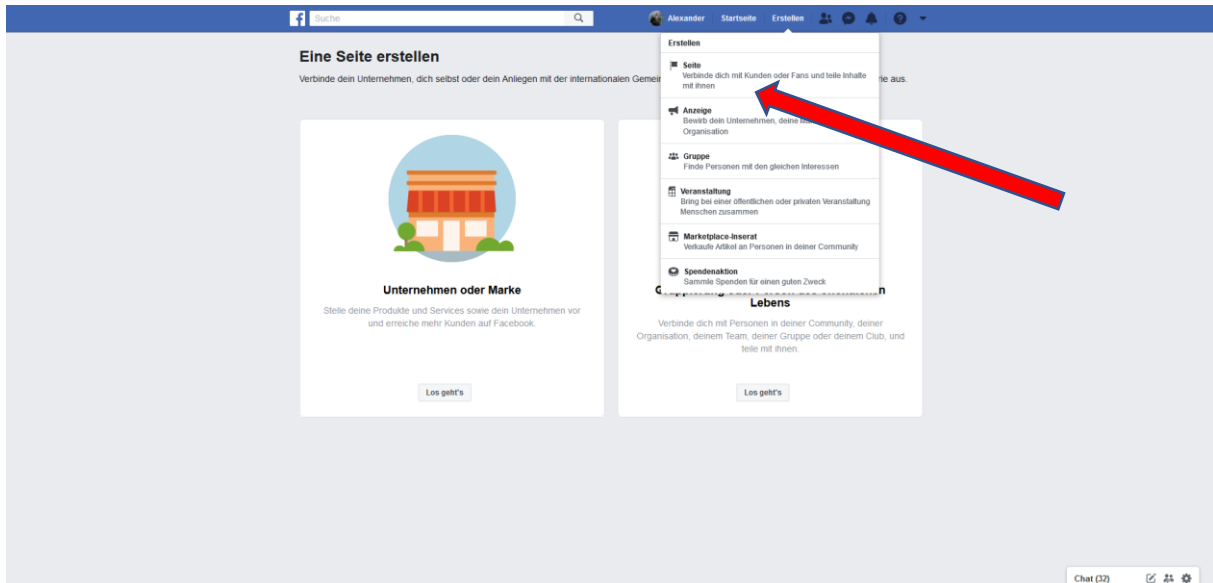 f
Suche
Alexander Startseite Erstellen
Eine Seite erstellen
Verbinde dein Unternehmen, dich selbst oder dein Anliegen mit der internationalen
Erstellen
Seite
Verbinde dich mit Kunden oder Fans und teile Inhalte
mit ihnen
aus.
Anzeige
Bewirb dein Unternehmen, deine
Organisation
Gruppe
Finde Personen mit den gleichen Interessen
Veranstaltung
Bring bei einer öffentlichen oder privaten Veranstaltung
Menschen zusammen
Marketplace-Inserat
Verkaufe Artikel an Personen in deiner Community
Spendenaktion
Sammle Spenden für einen guten Zweck
Unternehmen oder Marke
Stelle deine Produkte und Services sowie dein Unternehmen vor
und erreiche mehr Kunden auf Facebook.
Los geht's
Lebens
Verbinde dich mit Personen in deiner Community, deiner
Organisation, deinem Team, deiner Gruppe oder deinem Club, und
teile mit ihnen.
Los geht's
Chat (32)